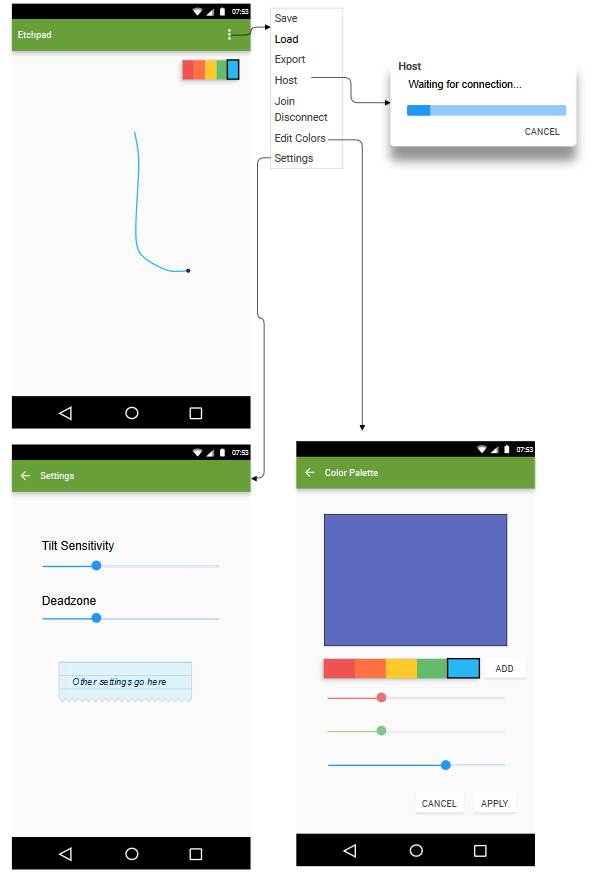 07:53
Etchpad
Save
Load
Export
Host
Join
Disconnect
Edit Colors
Settings
Host
Waiting for connection...
CANCEL
07:53
Settings
Tilt Sensitivity
Deadzone
Other settings go here
07:53
Color Palette
ADD
CANCEL
APPLY